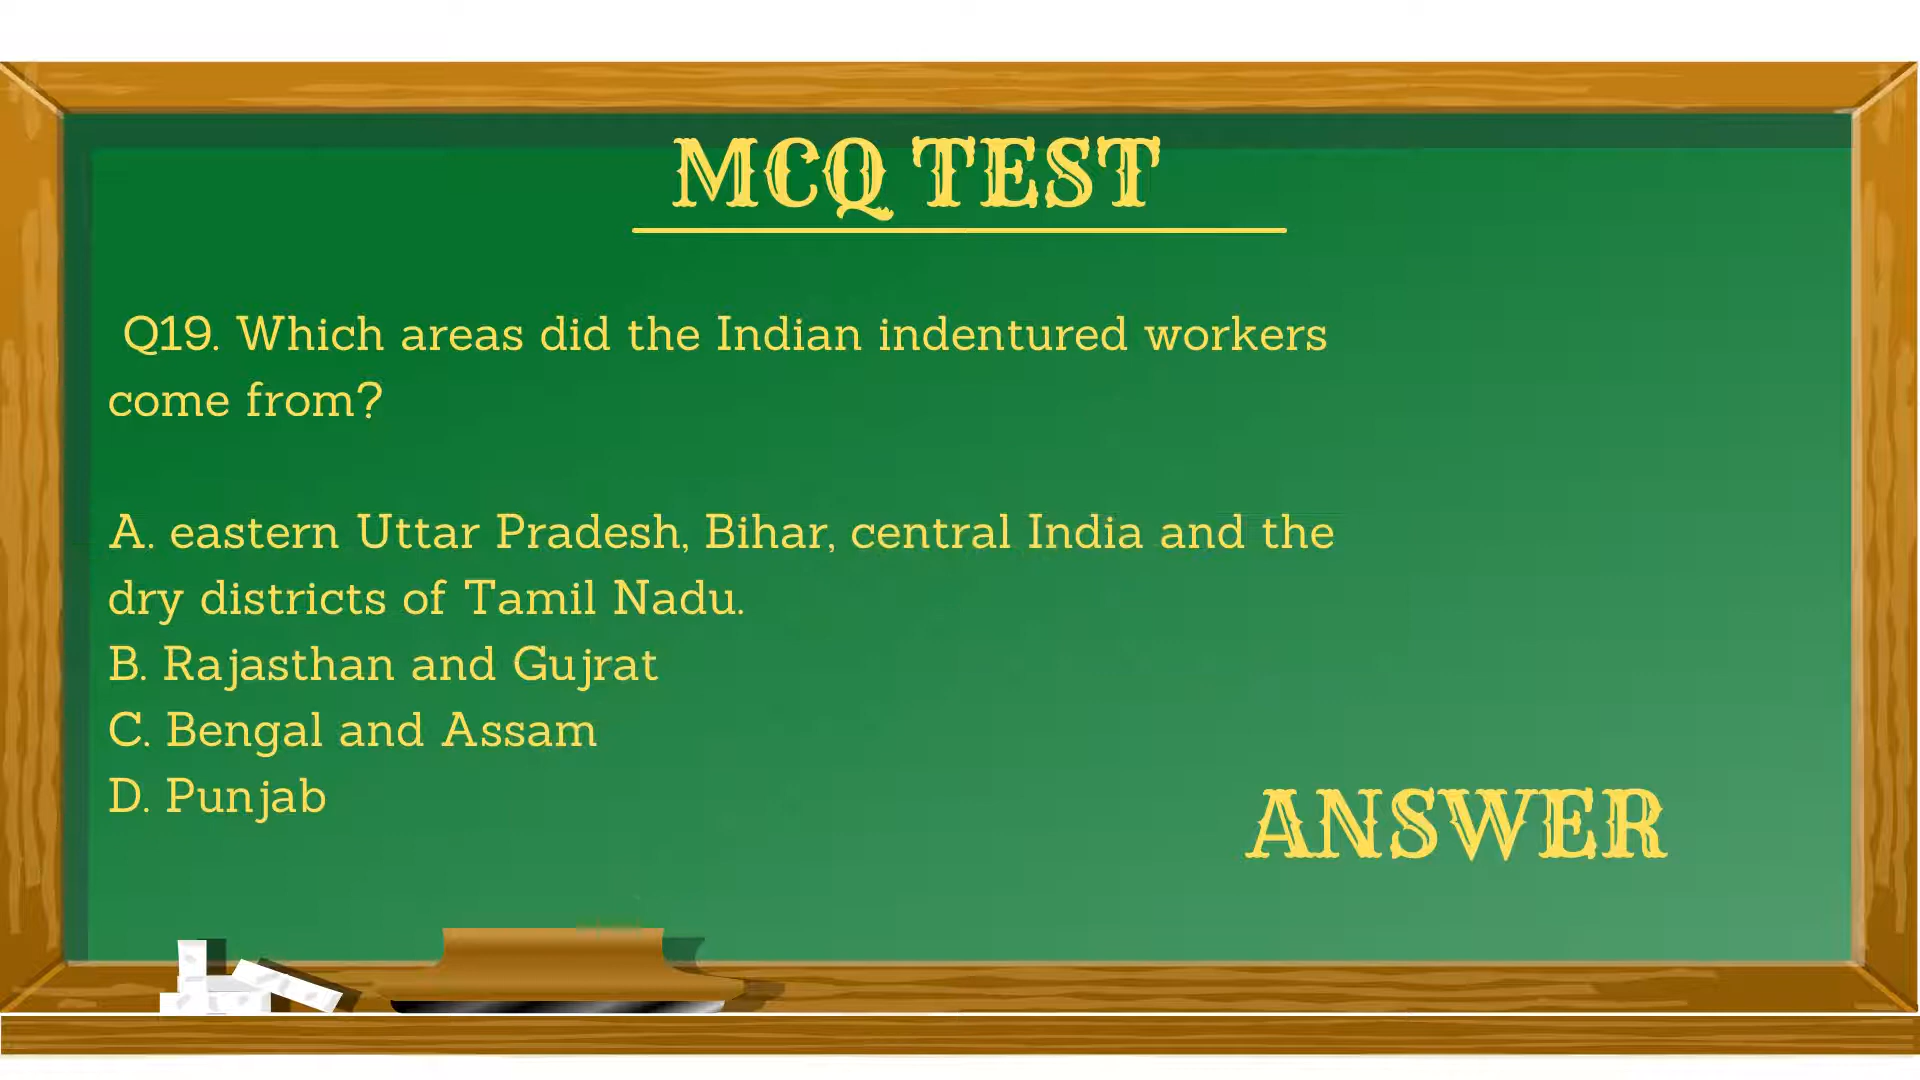 MCQ TEST
Q19. Which areas did the Indian indentured workers
come from?
A. eastern Uttar Pradesh, Bihar, central India and the
dry districts of Tamil Nadu.
B. Rajasthan and Gujrat
C. Bengal and Assam
D. Punjab
ANSWER